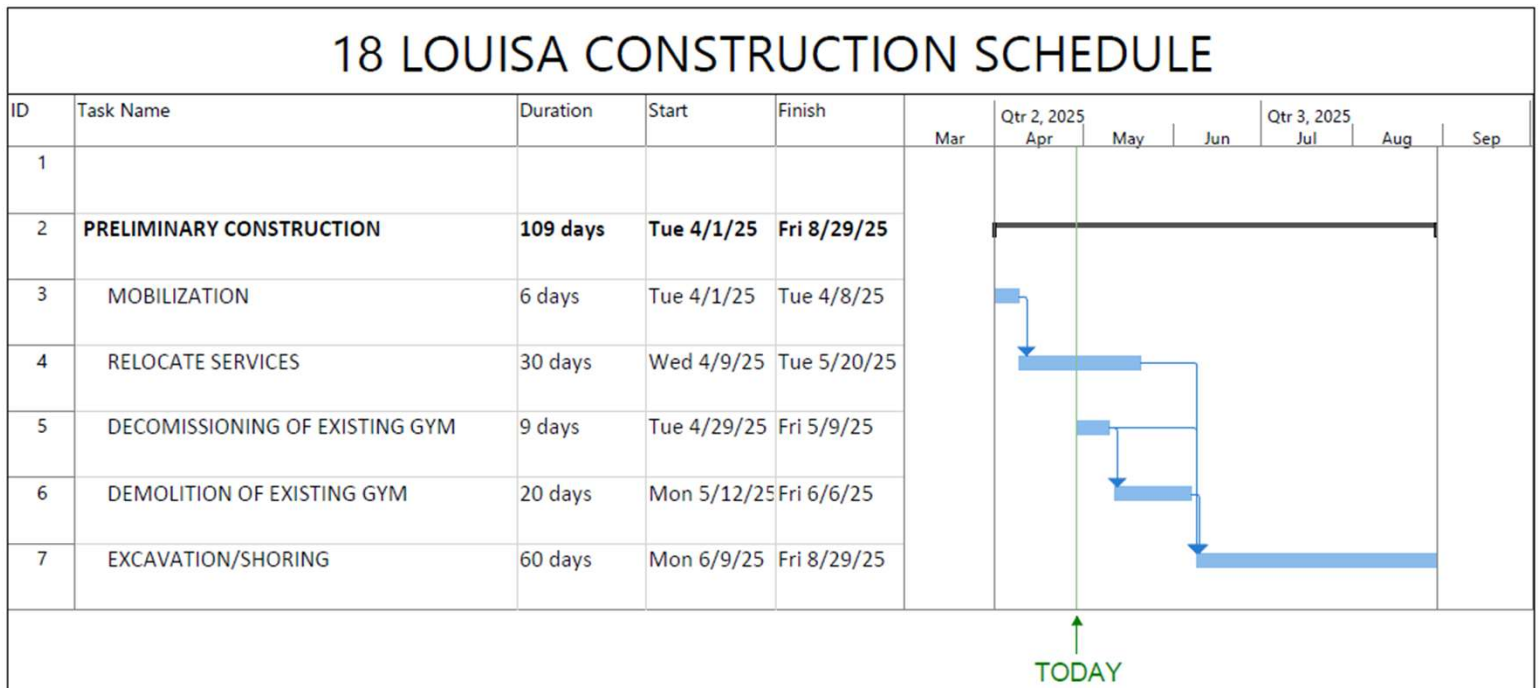 18 LOUISA CONSTRUCTION SCHEDULE
ID Task Name Duration Start Finish
Qtr 2, 2025 Qtr 3, 2025
Mar Apr May Jun Jul Aug Sep
1
2 PRELIMINARY CONSTRUCTION 109 days Tue 4/1/25 Fri 8/29/25
3 MOBILIZATION 6 days Tue 4/1/25 Tue 4/8/25
4 RELOCATE SERVICES 30 days Wed 4/9/25 Tue 5/20/25
5 DECOMISSIONING OF EXISTING GYM 9 days Tue 4/29/25 Fri 5/9/25
6 DEMOLITION OF EXISTING GYM 20 days Mon 5/12/25 Fri 6/6/25
7 EXCAVATION/SHORING 60 days Mon 6/9/25 Fri 8/29/25
TODAY